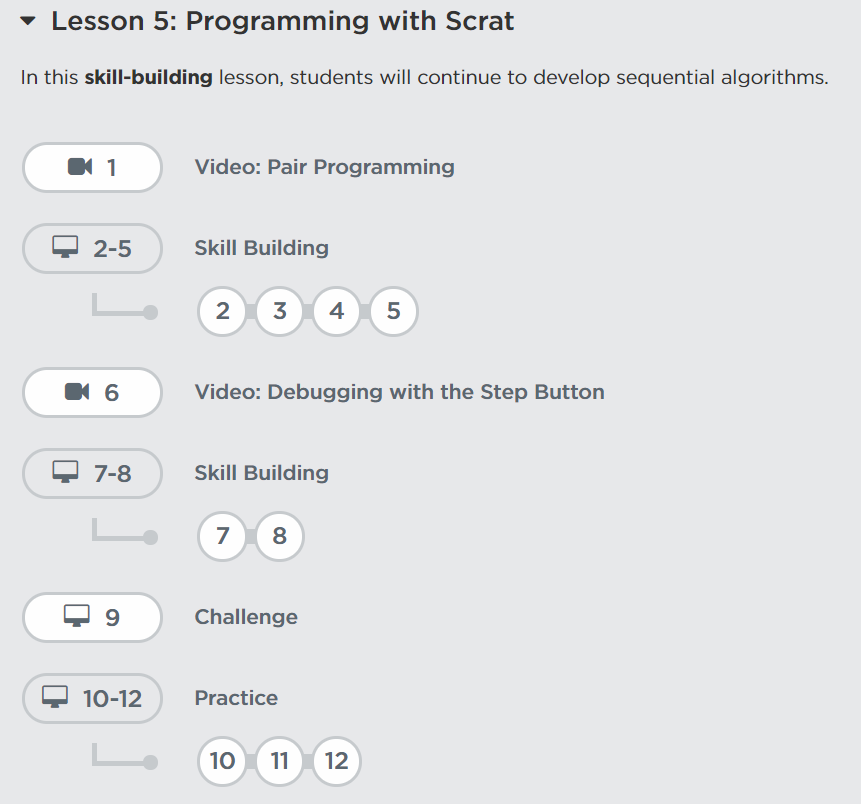 Lesson 5: Programming with Scrat
In this skill-building lesson, students will continue to develop sequential algorithms.
1 Video: Pair Programming
2-5 Skill Building
2 3 4 5
6 Video: Debugging with the Step Button
7-8 Skill Building
7 8
9 Challenge
10-12 Practice
10 11 12